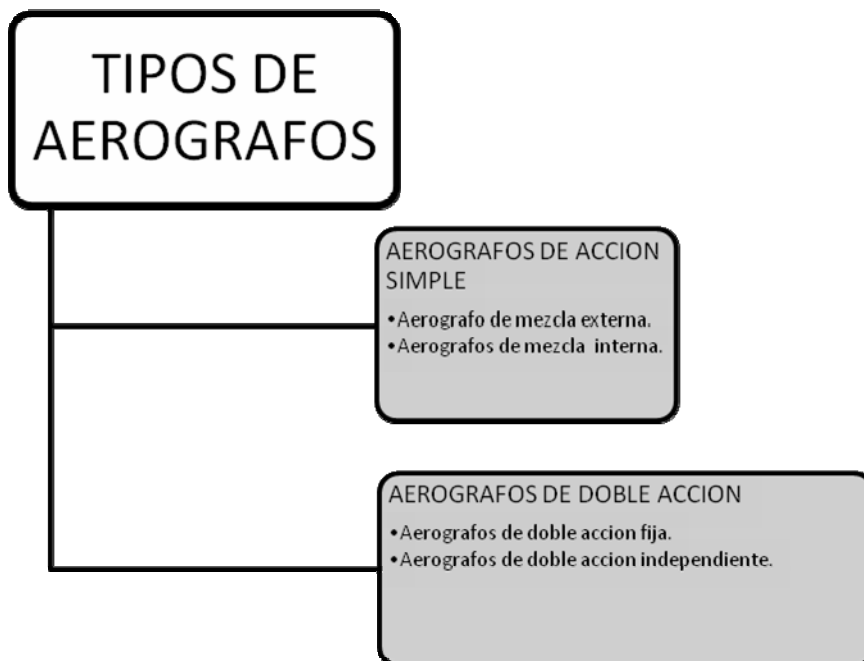 TIPOS DE
AEROGRAFOS
AEROGRAFOS DE ACCION
SIMPLE
•Aerografo de mezcla externa.
•Aerografos de mezcla interna.
AEROGRAFOS DE DOBLE ACCION
•Aerografos de doble accion fija.
•Aerografos de doble accion independiente.